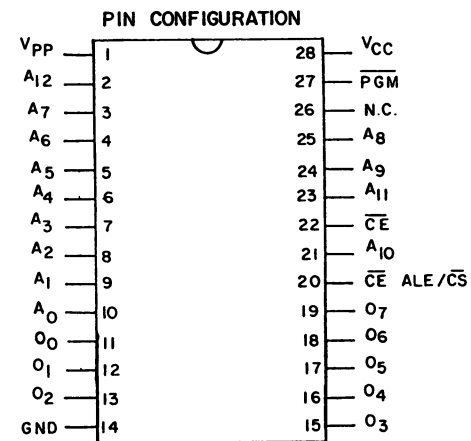 PIN CONFIGURATION
VPP 1 28 VCC
A12 2 27 PGM
A7 3 26 N.C.
A6 4 25 A8
A5 5 24 A9
A4 6 23 A11
A3 7 22 CE
A2 8 21 A10
A1 9 20 CE ALE/CS
A0 10 19 O7
O0 11 18 O6
O1 12 17 O5
O2 13 16 O4
GND 14 15 O3